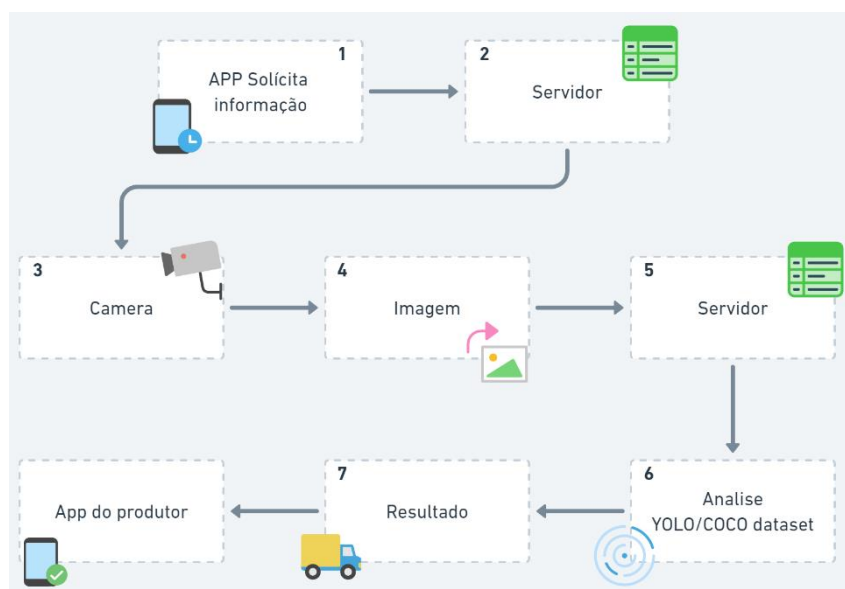 1
APP Solícita
informação
2
Servidor
3
Camera
4
Imagem
5
Servidor
6
Analise
YOLO/COCO dataset
7
Resultado
App do produtor